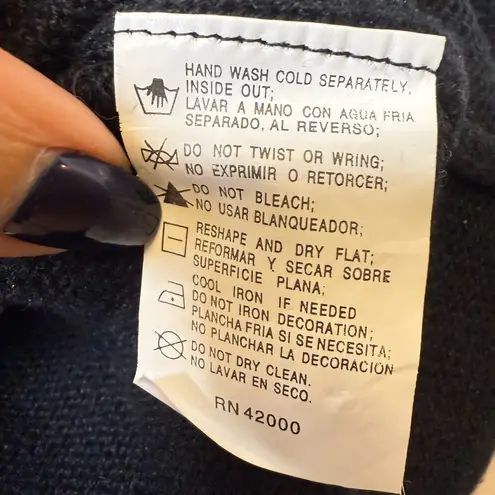 HAND WASH COLD SEPARATELY,
INSIDE OUT;
LAVAR A MANO CON AGUA FRIA
SEPARADO, AL REVERSO;
DO NOT TWIST OR WRING;
NO EXPRIMIR O RETORCER;
DO NOT BLEACH;
NO USAR BLANQUEADOR;
RESHAPE AND DRY FLAT;
REFORMAR Y SECAR SOBRE
SUPERFICIE PLANA;
COOL IRON IF NEEDED
DO NOT IRON DECORATION;
PLANCHA FRIA SI SE NECESITA;
NO PLANCHAR LA DECORACIÓN
DO NOT DRY CLEAN.
NO LAVAR EN SECO.
RN 42000